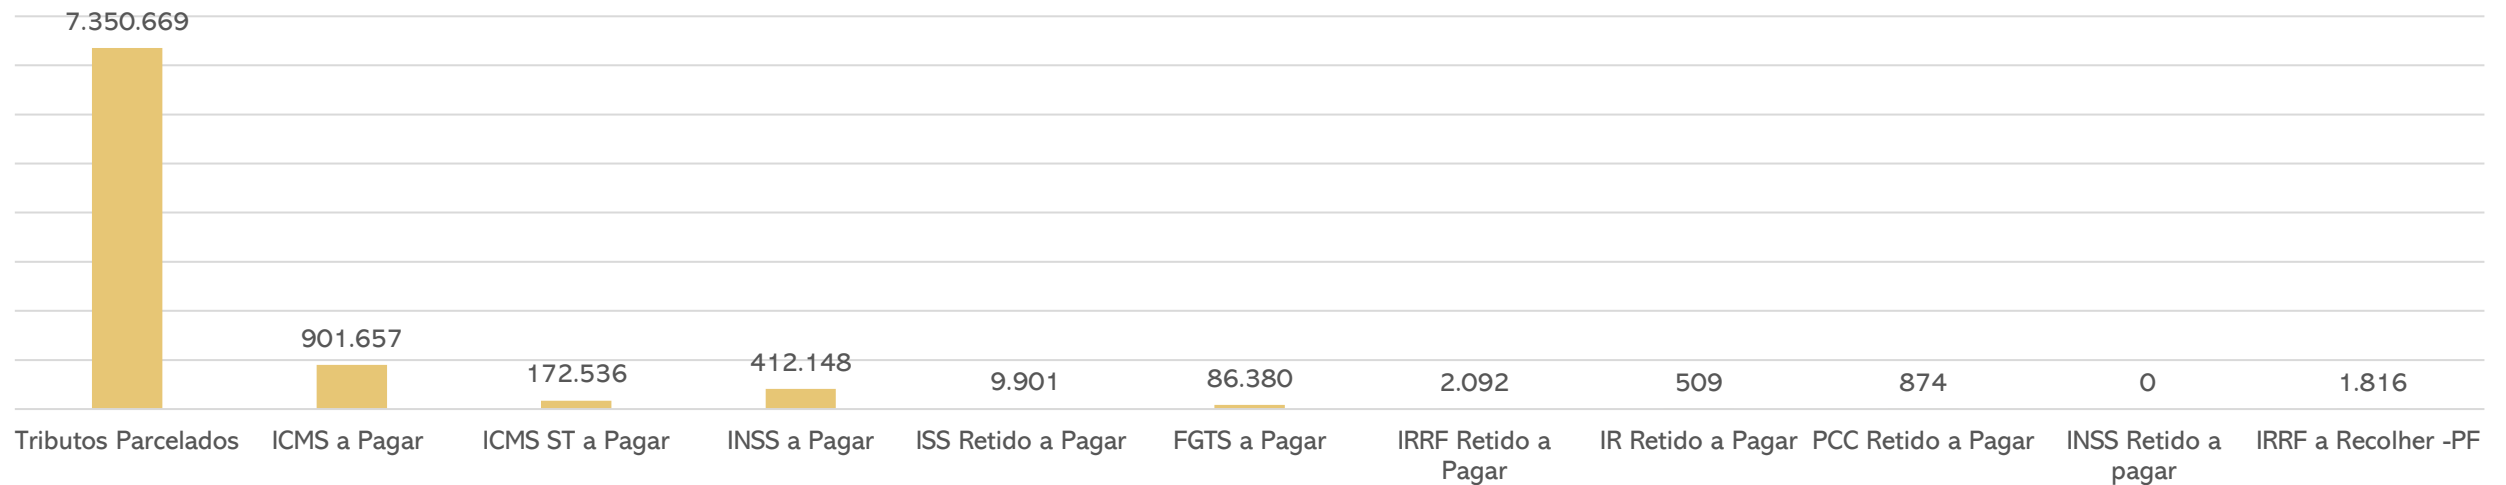 7.350.669
901.657
172.536
412.148
9.901
86.380
2.092
509
874
0
1.816
Tributos Parcelados
ICMS a Pagar
ICMS ST a Pagar
INSS a Pagar
ISS Retido a Pagar
FGTS a Pagar
IRRF Retido a
Pagar
IR Retido a Pagar
PCC Retido a Pagar
INSS Retido a
pagar
IRRF a Recolher -PF